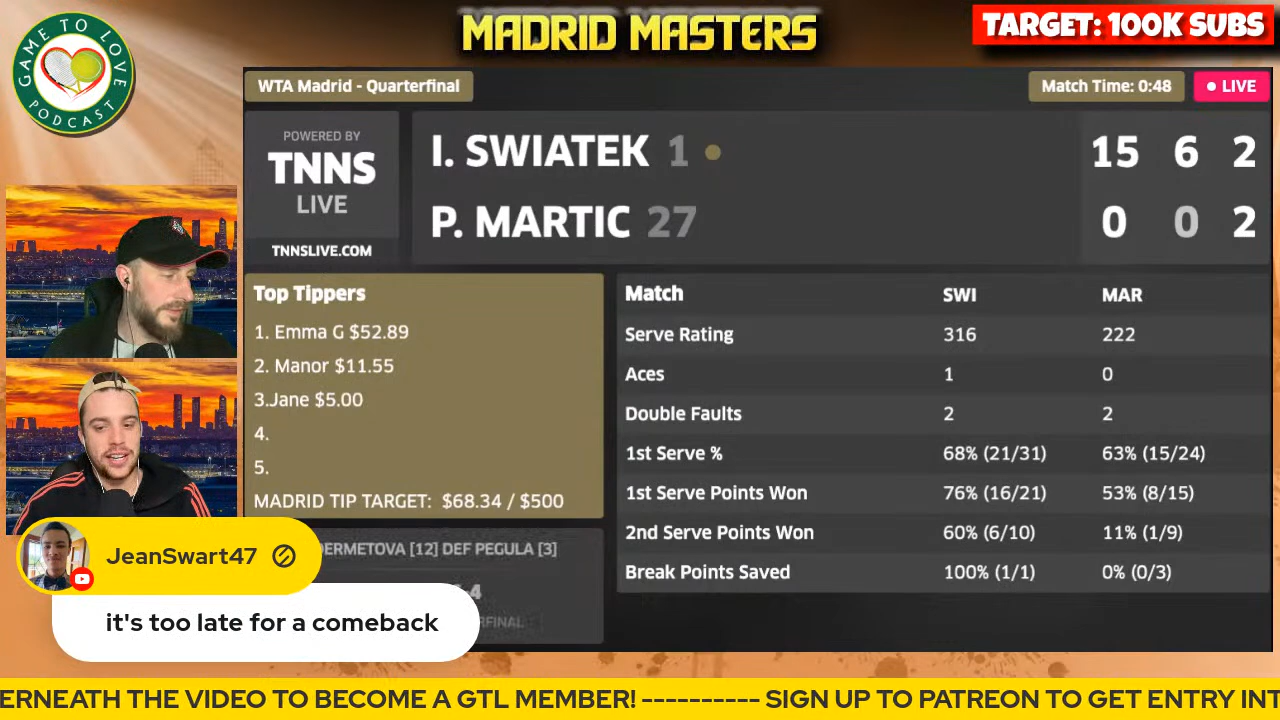 GAME TO LOVE
PODCAST
MADRID MASTERS
TARGET: 100K SUBS
WTA Madrid - Quarterfinal
Match Time: 0:48
LIVE
POWERED BY
TNNS
LIVE
TNNSLIVE.COM
I. SWIATEK 1 15 6 2
P. MARTIC 27 0 0 2
Top Tippers
1. Emma G $52.89
2. Manor $11.55
3.Jane $5.00
4.
5.
MADRID TIP TARGET: $68.34 / $500
Match SWI MAR
Serve Rating 316 222
Aces 1 0
Double Faults 2 2
1st Serve % 68% (21/31) 63% (15/24)
1st Serve Points Won 76% (16/21) 53% (8/15)
2nd Serve Points Won 60% (6/10) 11% (1/9)
Break Points Saved 100% (1/1) 0% (0/3)
ERMETOVA [12] DEF PEGULA [3]
JeanSwart47
it's too late for a comeback
ERNEATH THE VIDEO TO BECOME A GTL MEMBER! ---------- SIGN UP TO PATREON TO GET ENTRY INT